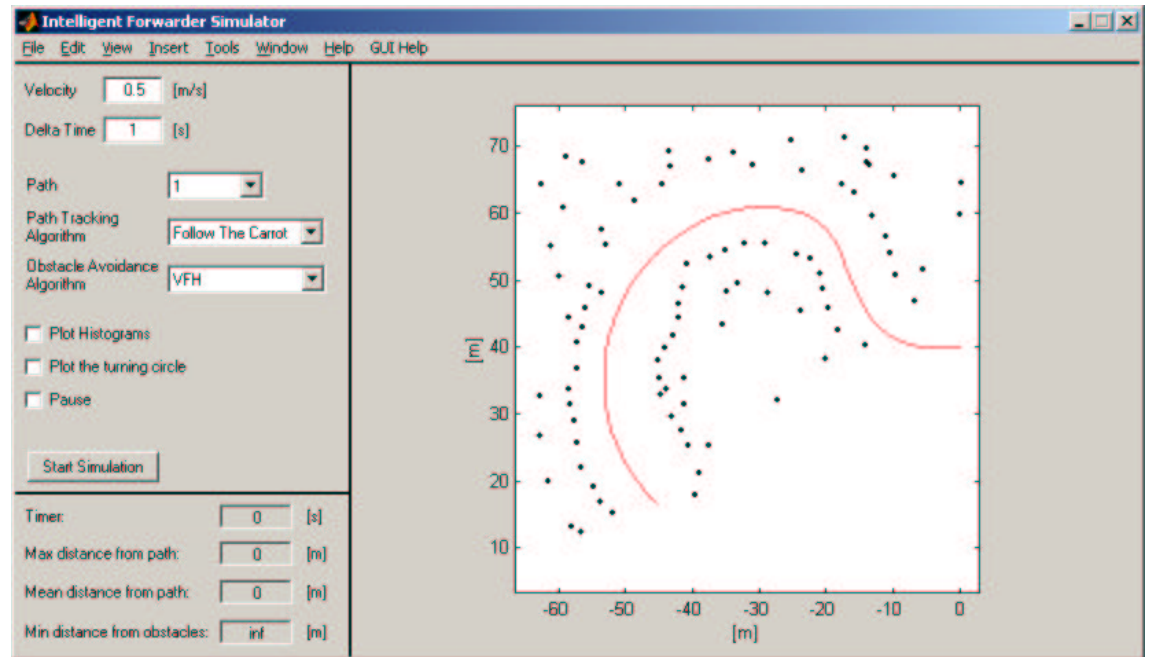 Intelligent Forwarder Simulator
File Edit View Insert Tools Window Help GUI Help
Velocity 0.5 [m/s]
Delta Time 1 [s]
Path 1
Path Tracking
Algorithm Follow The Carrot
Obstacle Avoidance
Algorithm VFH
Plot Histograms
Plot the turning circle
Pause
Start Simulation
Timer: 0 [s]
Max distance from path: 0 [m]
Mean distance from path: 0 [m]
Min distance from obstacles: inf [m]
70
60
50
40
30
20
10
[m]
-60 -50 -40 -30 -20 -10 0
[m]